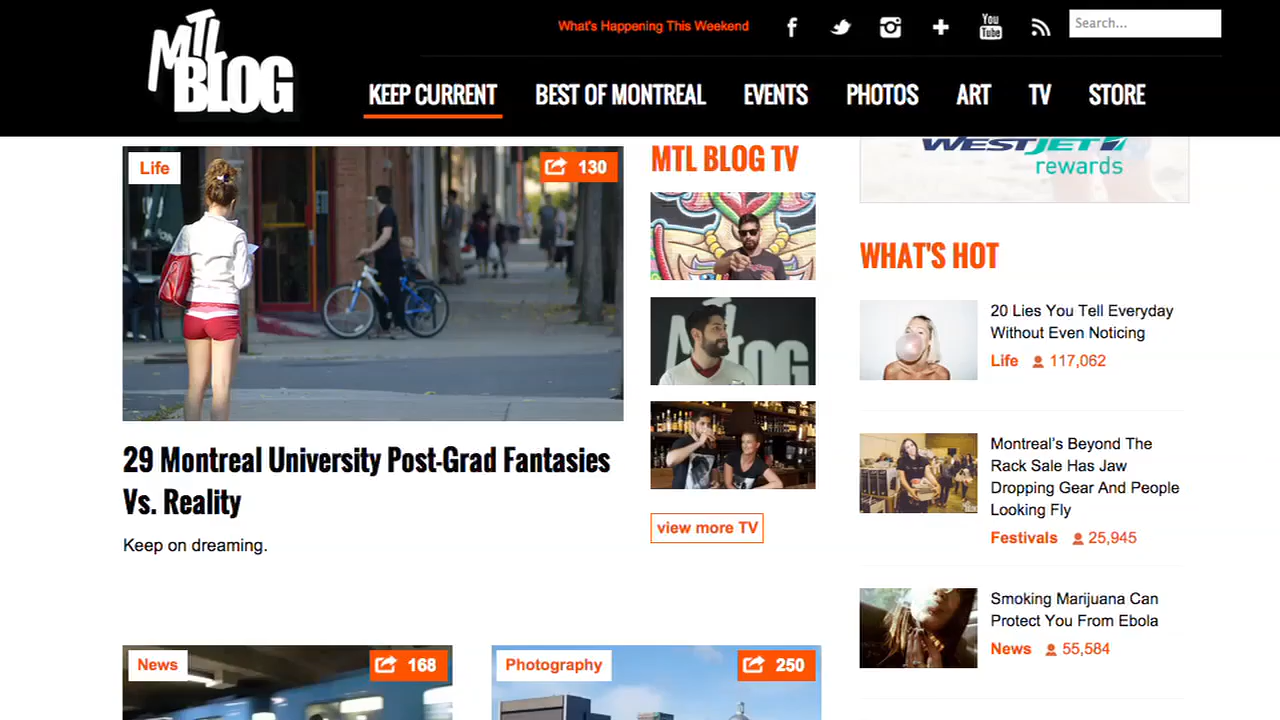 MTL
BLOG
What's Happening This Weekend
You
Tube
Search...
KEEP CURRENT
BEST OF MONTREAL
EVENTS
PHOTOS
ART
TV
STORE
Life
130
29 Montreal University Post-Grad Fantasies
Vs. Reality
Keep on dreaming.
News
168
Photography
250
MTL BLOG TV
MTL
BLOG
view more TV
WESTJET
rewards
WHAT'S HOT
20 Lies You Tell Everyday
Without Even Noticing
Life 117,062
Montreal's Beyond The
Rack Sale Has Jaw
Dropping Gear And People
Looking Fly
Festivals 25,945
Smoking Marijuana Can
Protect You From Ebola
News 55,584